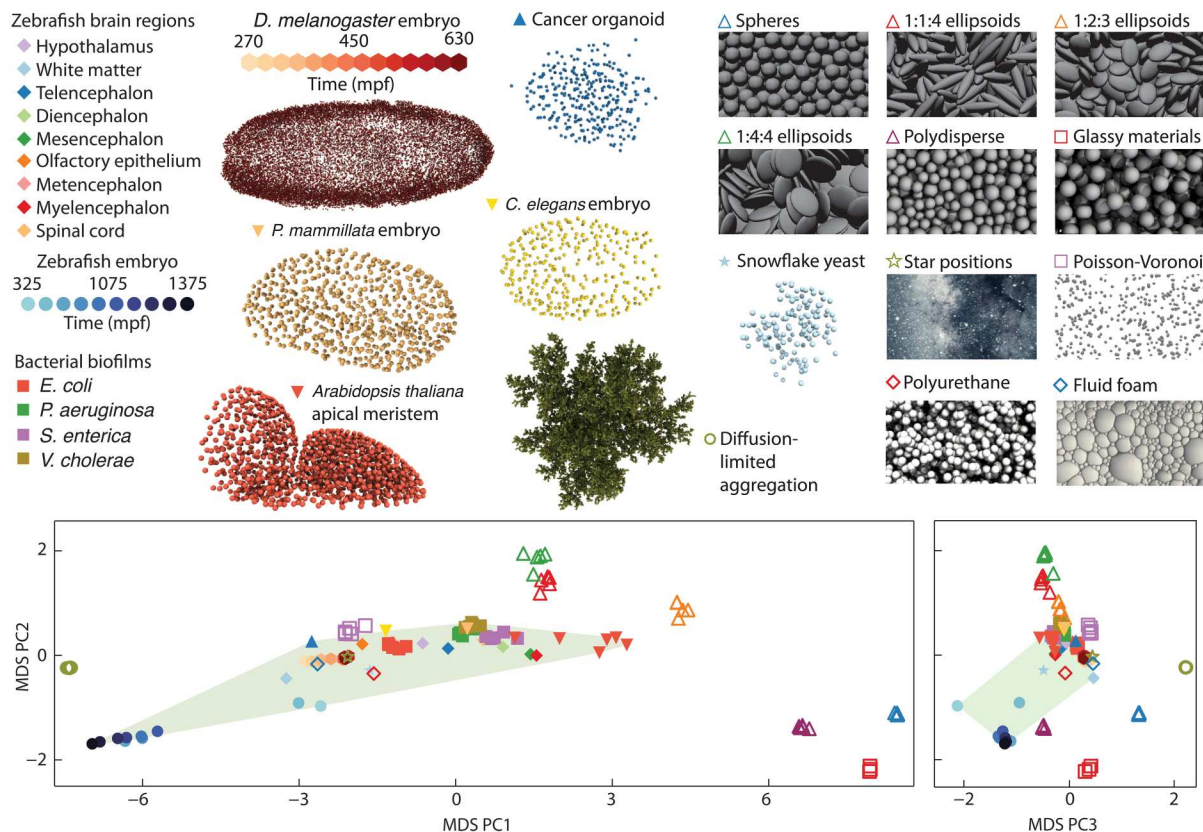 Zebrafish brain regions
Hypothalamus
White matter
Telencephalon
Diencephalon
Mesencephalon
Olfactory epithelium
Metencephalon
Myelencephalon
Spinal cord
Zebrafish embryo
325 1075 1375
Time (mpf)
Bacterial biofilms
E. coli
P. aeruginosa
S. enterica
V. cholerae
D. melanogaster embryo
270 450 630
Time (mpf)
P. mammillata embryo
Arabidopsis thaliana
apical meristem
Cancer organoid
C. elegans embryo
Diffusion-
limited
aggregation
Spheres
1:1:4 ellipsoids
1:2:3 ellipsoids
1:4:4 ellipsoids
Polydisperse
Glassy materials
Snowflake yeast
Star positions
Poisson-Voronoi
Polyurethane
Fluid foam
MDS PC2
2
0
−2
−6 −3 0 3 6
MDS PC1
−2 0 2
MDS PC3